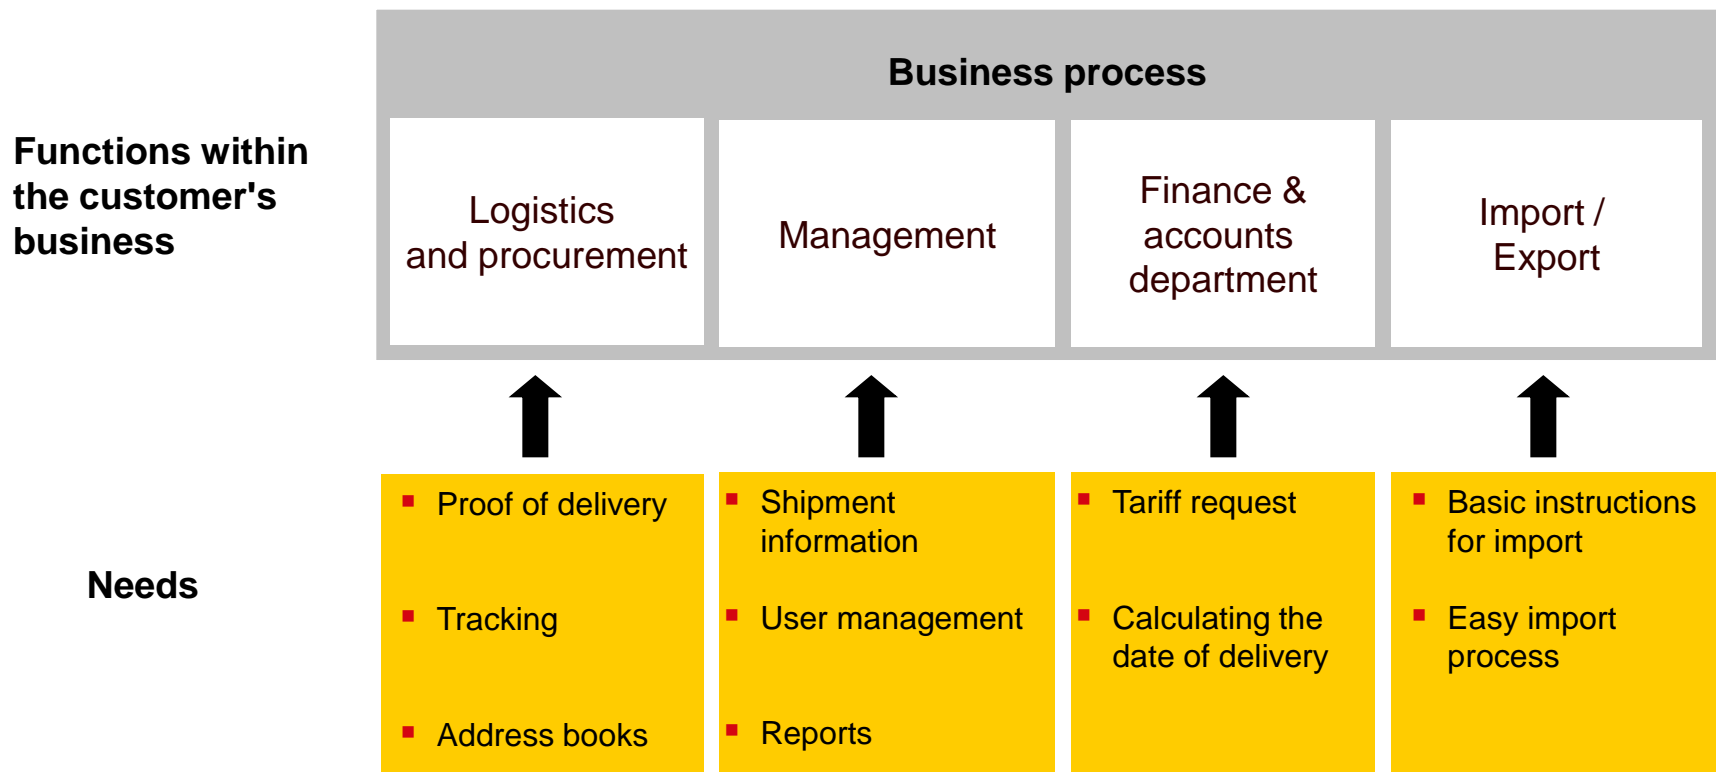 Business process
Functions within
the customer's
business
Logistics
and procurement
Management
Finance &
accounts
department
Import /
Export
Needs
Proof of delivery
Tracking
Address books
Shipment
information
User management
Reports
Tariff request
Calculating the
date of delivery
Basic instructions
for import
Easy import
process